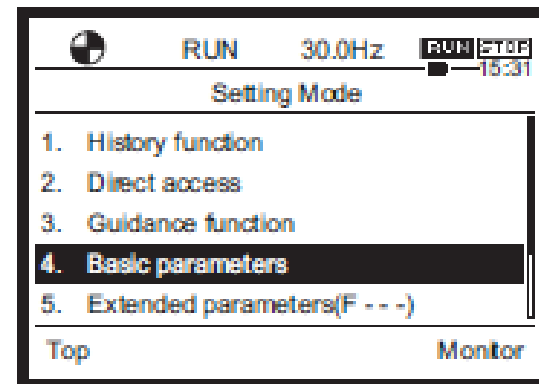 RUN 30.0Hz RUN STOP
15:31
Setting Mode
1. History function
2. Direct access
3. Guidance function
4. Basic parameters
5. Extended parameters(F - - -)
Top Monitor